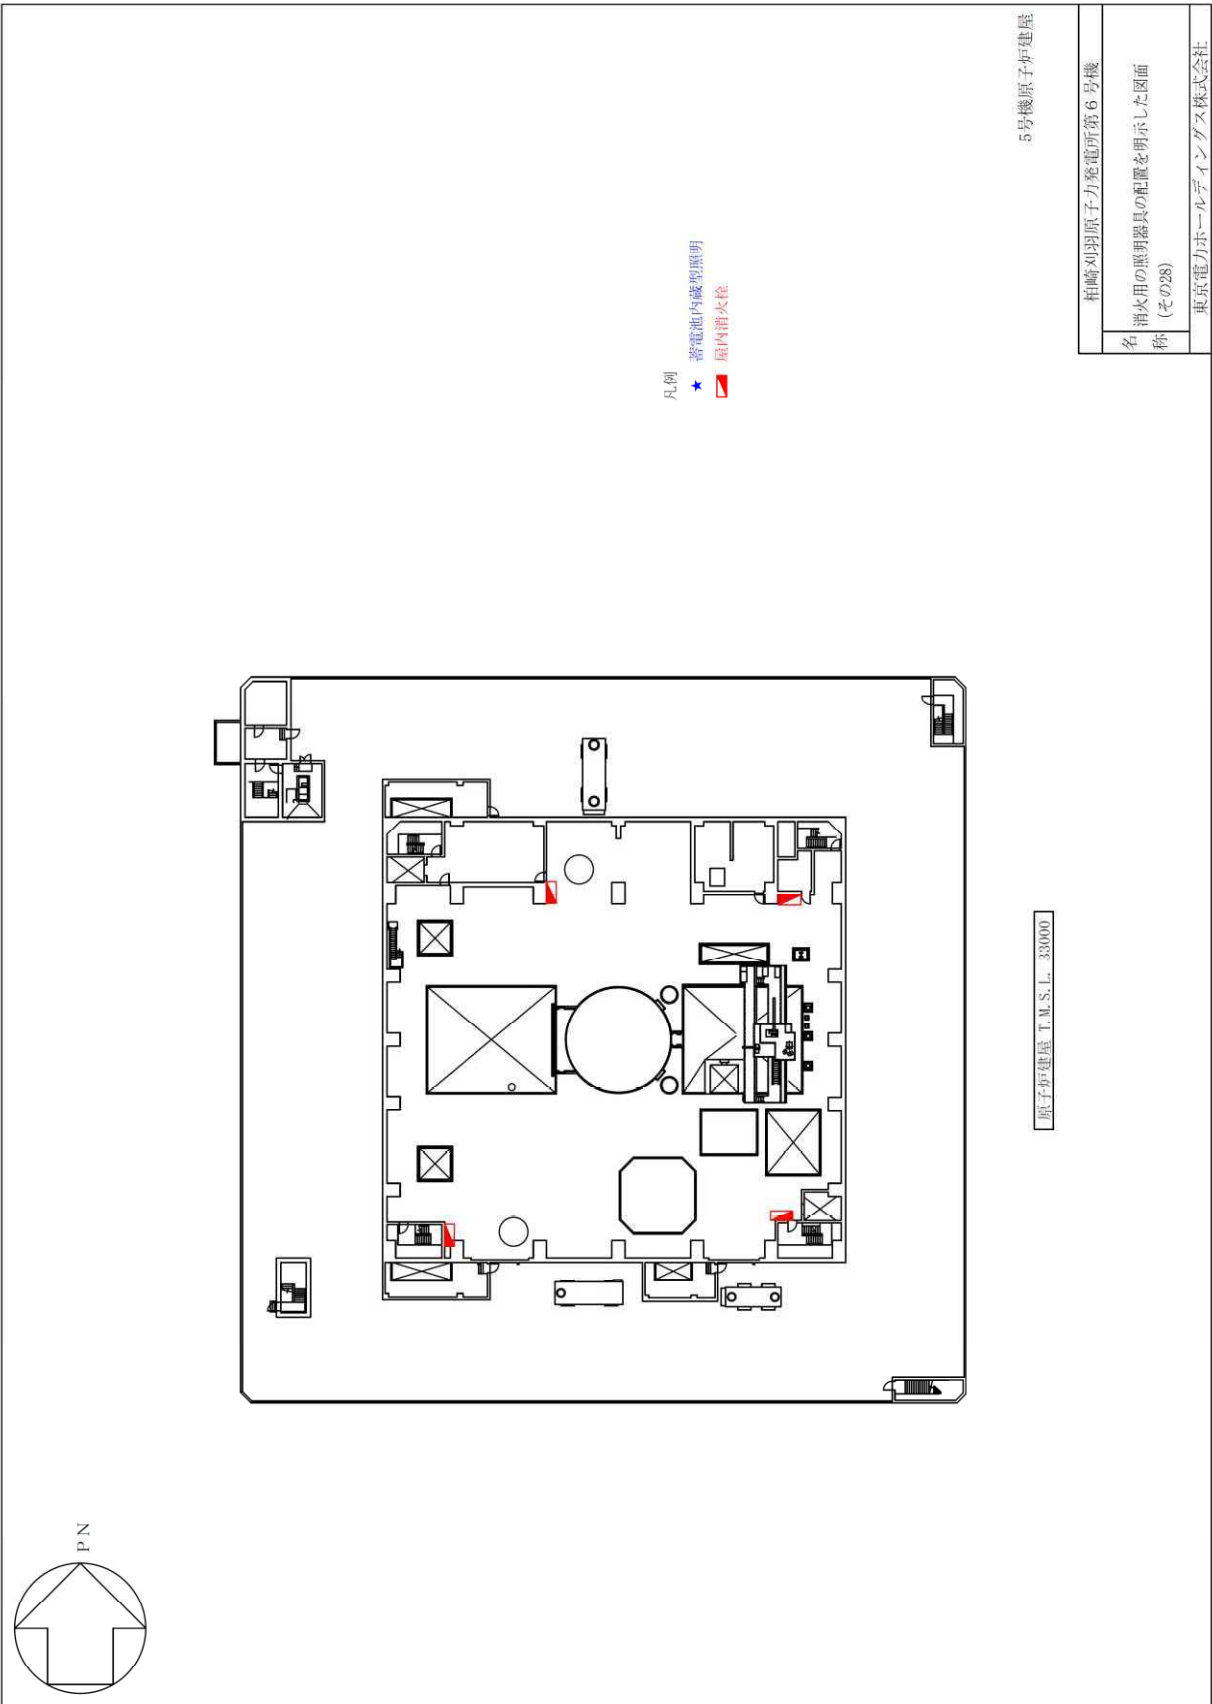 PN
原子炉建屋 T.M.S.L. 33000
凡例
★ 蓄電池内蔵型照明
屋内消火栓
5号機原子炉建屋
柏崎刈羽原子力発電所第6号機
名称
消火用の照明器具の配置を明示した図面
(その28)
東京電力ホールディングス株式会社